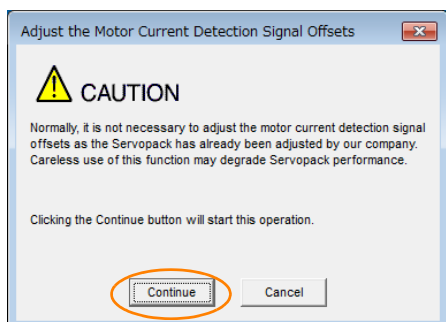 Adjust the Motor Current Detection Signal Offsets
CAUTION
Normally, it is not necessary to adjust the motor current detection signal
offsets as the Servopack has already been adjusted by our company.
Careless use of this function may degrade Servopack performance.
Clicking the Continue button will start this operation.
Continue
Cancel